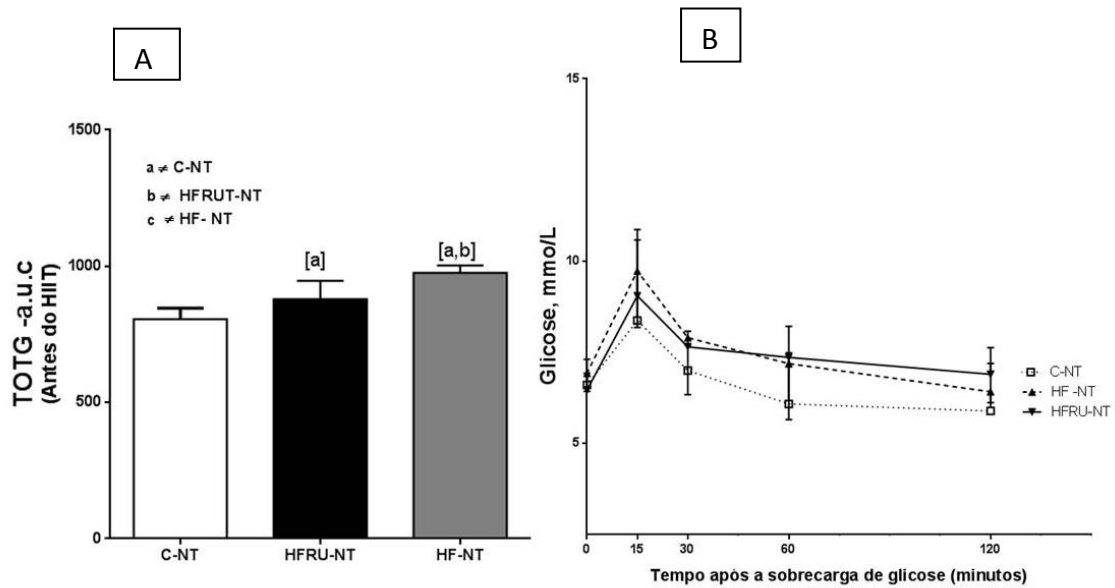 A
B
1500
1000
500
0
a ≠ C-NT
b ≠ HFRUT-NT
c ≠ HF- NT
[a]
[a,b]
TOTG -a.u.c
(Antes do HIIT)
C-NT
HFRU-NT
HF-NT
15
10
5
Glicose, mmo/L
0
15
30
60
120
Tempo após a sobrecarga de glicose (minutos)
C-NT
HF -NT
HFRU-NT